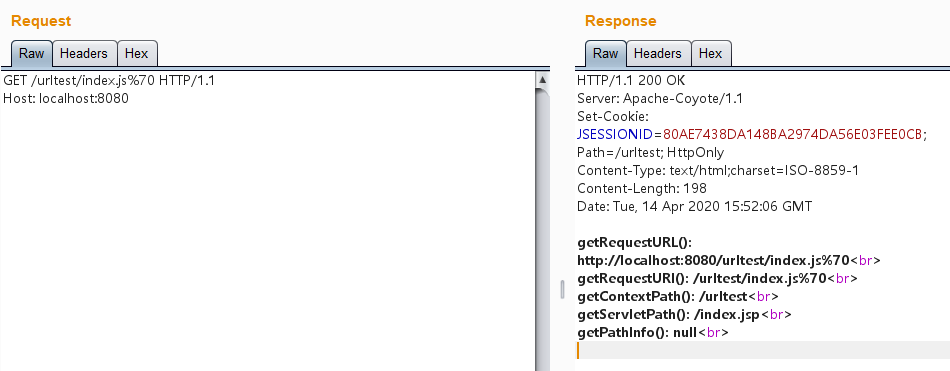 Request
Raw Headers Hex
GET /urltest/index.js%70 HTTP/1.1
Host: localhost:8080
Response
Raw Headers Hex
HTTP/1.1 200 OK
Server: Apache-Coyote/1.1
Set-Cookie:
JSESSIONID=80AE7438DA148BA2974DA56E03FEE0CB;
Path=/urltest; HttpOnly
Content-Type: text/html;charset=ISO-8859-1
Content-Length: 198
Date: Tue, 14 Apr 2020 15:52:06 GMT
getRequestURL():
http://localhost:8080/urltest/index.js%70<br>
getRequestURI(): /urltest/index.js%70<br>
getContextPath(): /urltest<br>
getServletPath(): /index.jsp<br>
getPathInfo(): null<br>